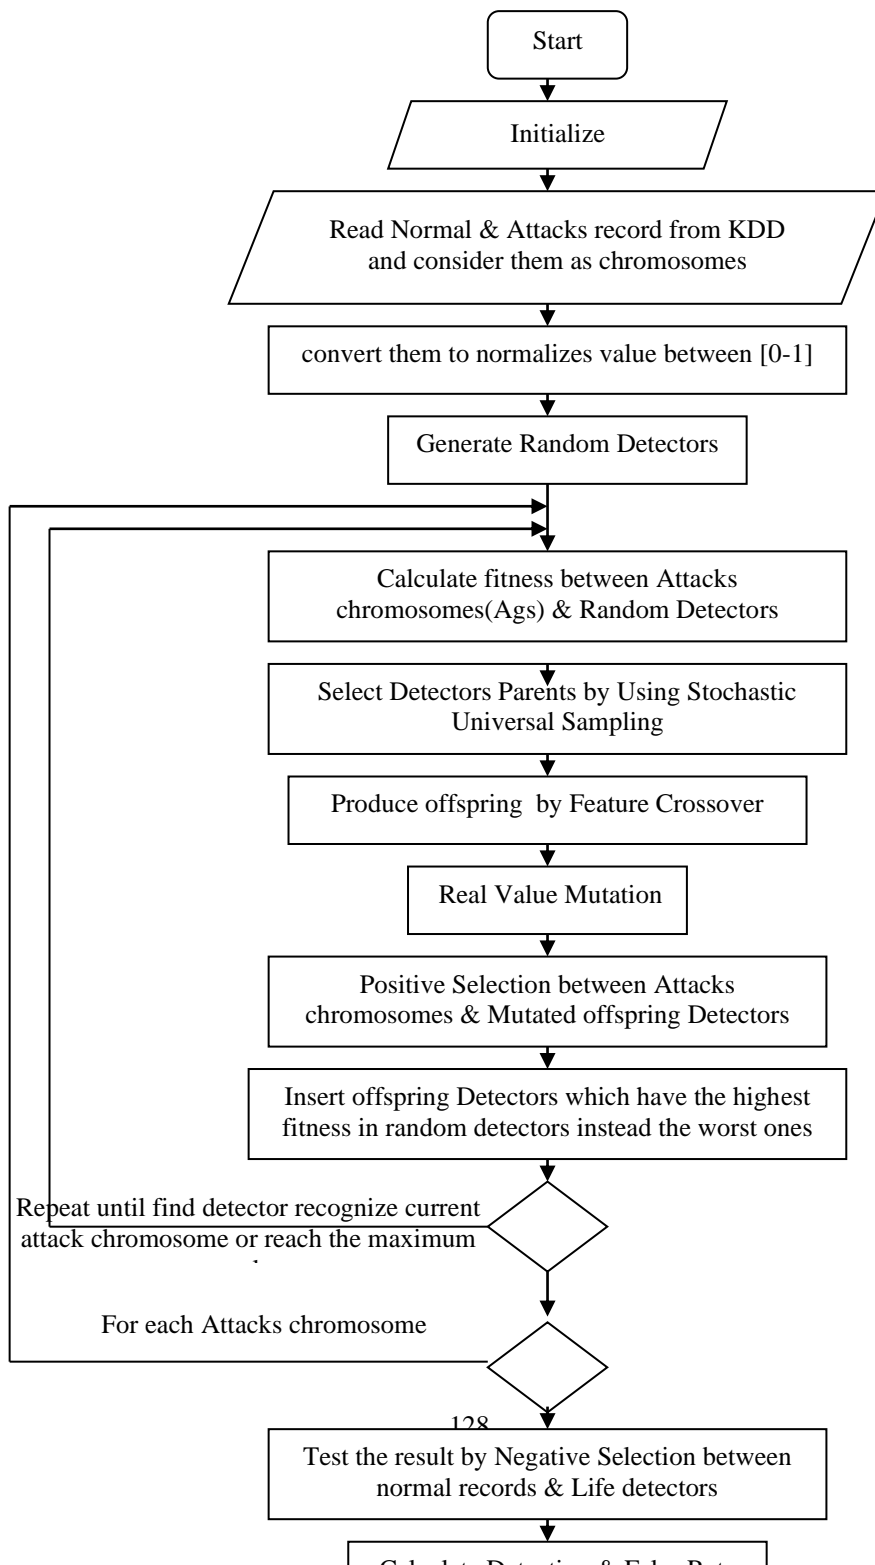 Start
Initialize
Read Normal & Attacks record from KDD
and consider them as chromosomes
convert them to normalizes value between [0-1]
Generate Random Detectors
Calculate fitness between Attacks
chromosomes(Ags) & Random Detectors
Select Detectors Parents by Using Stochastic
Universal Sampling
Produce offspring by Feature Crossover
Real Value Mutation
Positive Selection between Attacks
chromosomes & Mutated offspring Detectors
Insert offspring Detectors which have the highest
fitness in random detectors instead the worst ones
Repeat until find detector recognize current
attack chromosome or reach the maximum
For each Attacks chromosome
128
Test the result by Negative Selection between
normal records & Life detectors
Calculate Detection & False Rate